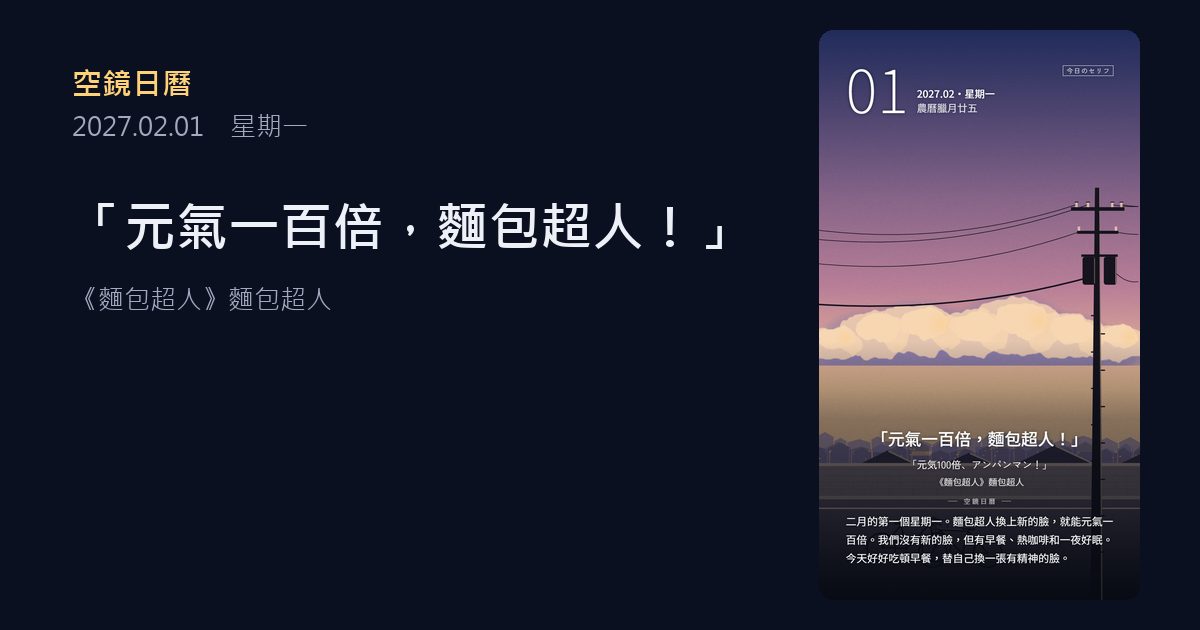 空鏡日曆
2027.02.01 星期一
「元氣一百倍，麵包超人！」
《麵包超人》麵包超人
01
2027.02・星期一
農曆臘月廿五
今日のセリフ
「元氣一百倍，麵包超人！」
「元気100倍、アンパンマン！」
《麵包超人》麵包超人
— 空鏡日曆 —
二月的第一個星期一。麵包超人換上新的臉，就能元氣一
百倍。我們沒有新的臉，但有早餐、熱咖啡和一夜好眠。
今天好好吃頓早餐，替自己換一張有精神的臉。